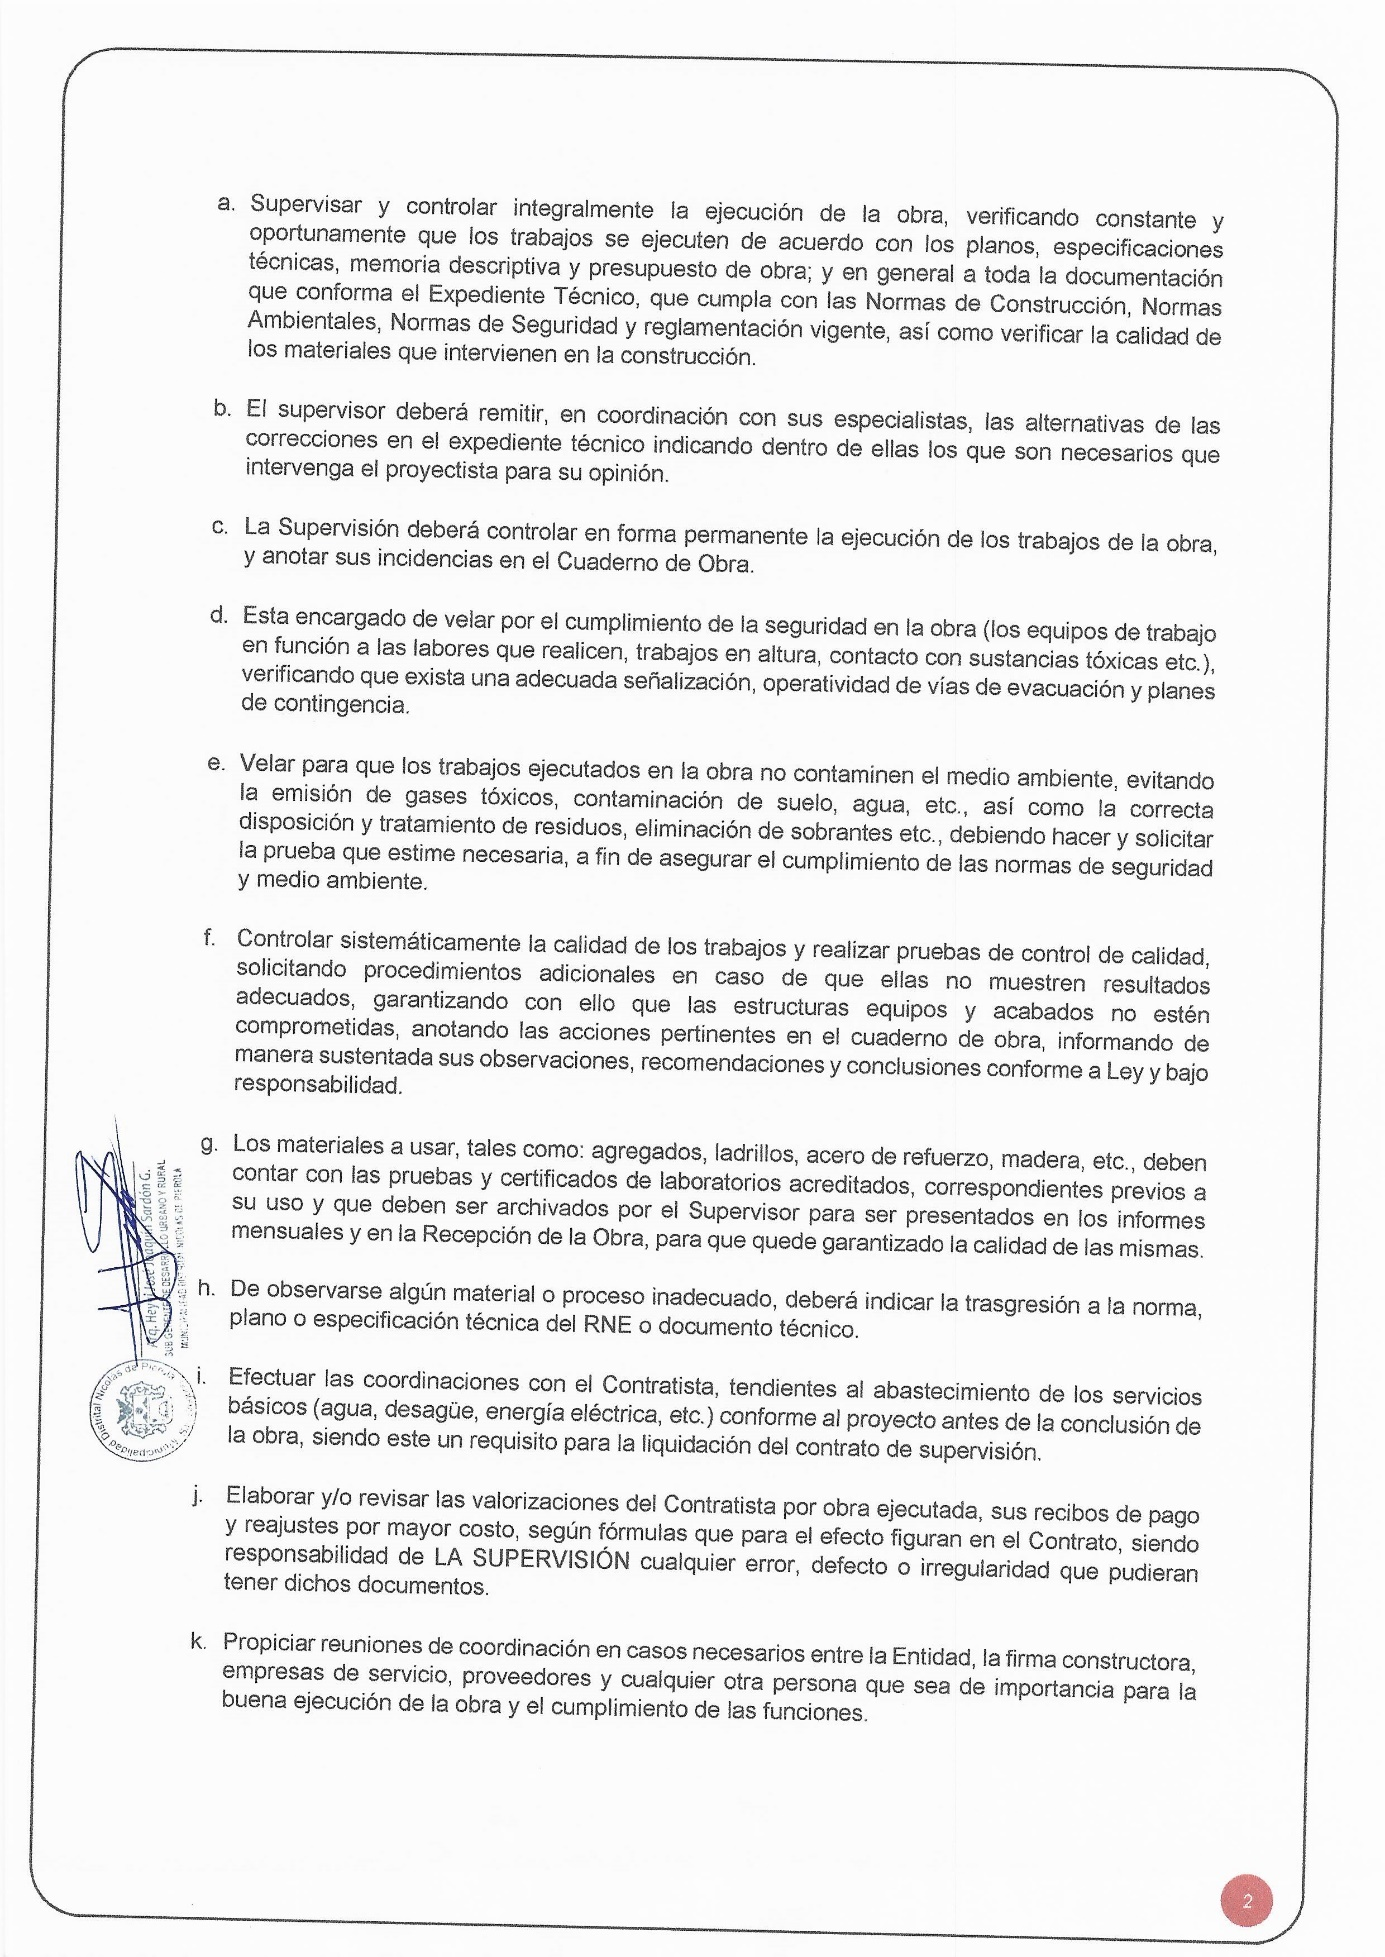 a. Supervisar y controlar integralmente la ejecución de la obra, verificando constante y
oportunamente que los trabajos se ejecuten de acuerdo con los planos, especificaciones
técnicas, memoria descriptiva y presupuesto de obra; y en general a toda la documentación
que conforma el Expediente Técnico, que cumpla con las Normas de Construcción, Normas
Ambientales, Normas de Seguridad y reglamentación vigente, así como verificar la calidad de
los materiales que intervienen en la construcción.
b. El supervisor deberá remitir, en coordinación con sus especialistas, las alternativas de las
correcciones en el expediente técnico indicando dentro de ellas los que son necesarios que
intervenga el proyectista para su opinión.
c. La Supervisión deberá controlar en forma permanente la ejecución de los trabajos de la obra,
y anotar sus incidencias en el Cuaderno de Obra.
d. Esta encargado de velar por el cumplimiento de la seguridad en la obra (los equipos de trabajo
en función a las labores que realicen, trabajos en altura, contacto con sustancias tóxicas etc.),
verificando que exista una adecuada señalización, operatividad de vías de evacuación y planes
de contingencia.
e. Velar para que los trabajos ejecutados en la obra no contaminen el medio ambiente, evitando
la emisión de gases tóxicos, contaminación de suelo, agua, etc., así como la correcta
disposición y tratamiento de residuos, eliminación de sobrantes etc., debiendo hacer y solicitar
la prueba que estime necesaria, a fin de asegurar el cumplimiento de las normas de seguridad
y medio ambiente.
f. Controlar sistemáticamente la calidad de los trabajos y realizar pruebas de control de calidad,
solicitando procedimientos adicionales en caso de que ellas no muestren resultados
adecuados, garantizando con ello que las estructuras equipos y acabados no estén
comprometidas, anotando las acciones pertinentes en el cuaderno de obra, informando de
manera sustentada sus observaciones, recomendaciones y conclusiones conforme a Ley y bajo
responsabilidad.
g. Los materiales a usar, tales como: agregados, ladrillos, acero de refuerzo, madera, etc., deben
contar con las pruebas y certificados de laboratorios acreditados, correspondientes previos a
su uso y que deben ser archivados por el Supervisor para ser presentados en los informes
mensuales y en la Recepción de la Obra, para que quede garantizado la calidad de las mismas.
h. De observarse algún material o proceso inadecuado, deberá indicar la trasgresión a la norma,
plano o especificación técnica del RNE o documento técnico.
i. Efectuar las coordinaciones con el Contratista, tendientes al abastecimiento de los servicios
básicos (agua, desagüe, energía eléctrica, etc.) conforme al proyecto antes de la conclusión de
la obra, siendo este un requisito para la liquidación del contrato de supervisión.
j. Elaborar y/o revisar las valorizaciones del Contratista por obra ejecutada, sus recibos de pago
y reajustes por mayor costo, según fórmulas que para el efecto figuran en el Contrato, siendo
responsabilidad de LA SUPERVISIÓN cualquier error, defecto o irregularidad que pudieran
tener dichos documentos.
k. Propiciar reuniones de coordinación en casos necesarios entre la Entidad, la firma constructora,
empresas de servicio, proveedores y cualquier otra persona que sea de importancia para la
buena ejecución de la obra y el cumplimiento de las funciones.
Sardón G.
URBANO Y RURAL
NICOLAS DE PIEROLA
Municipalidad Distrital Nicolas de Pierola
2